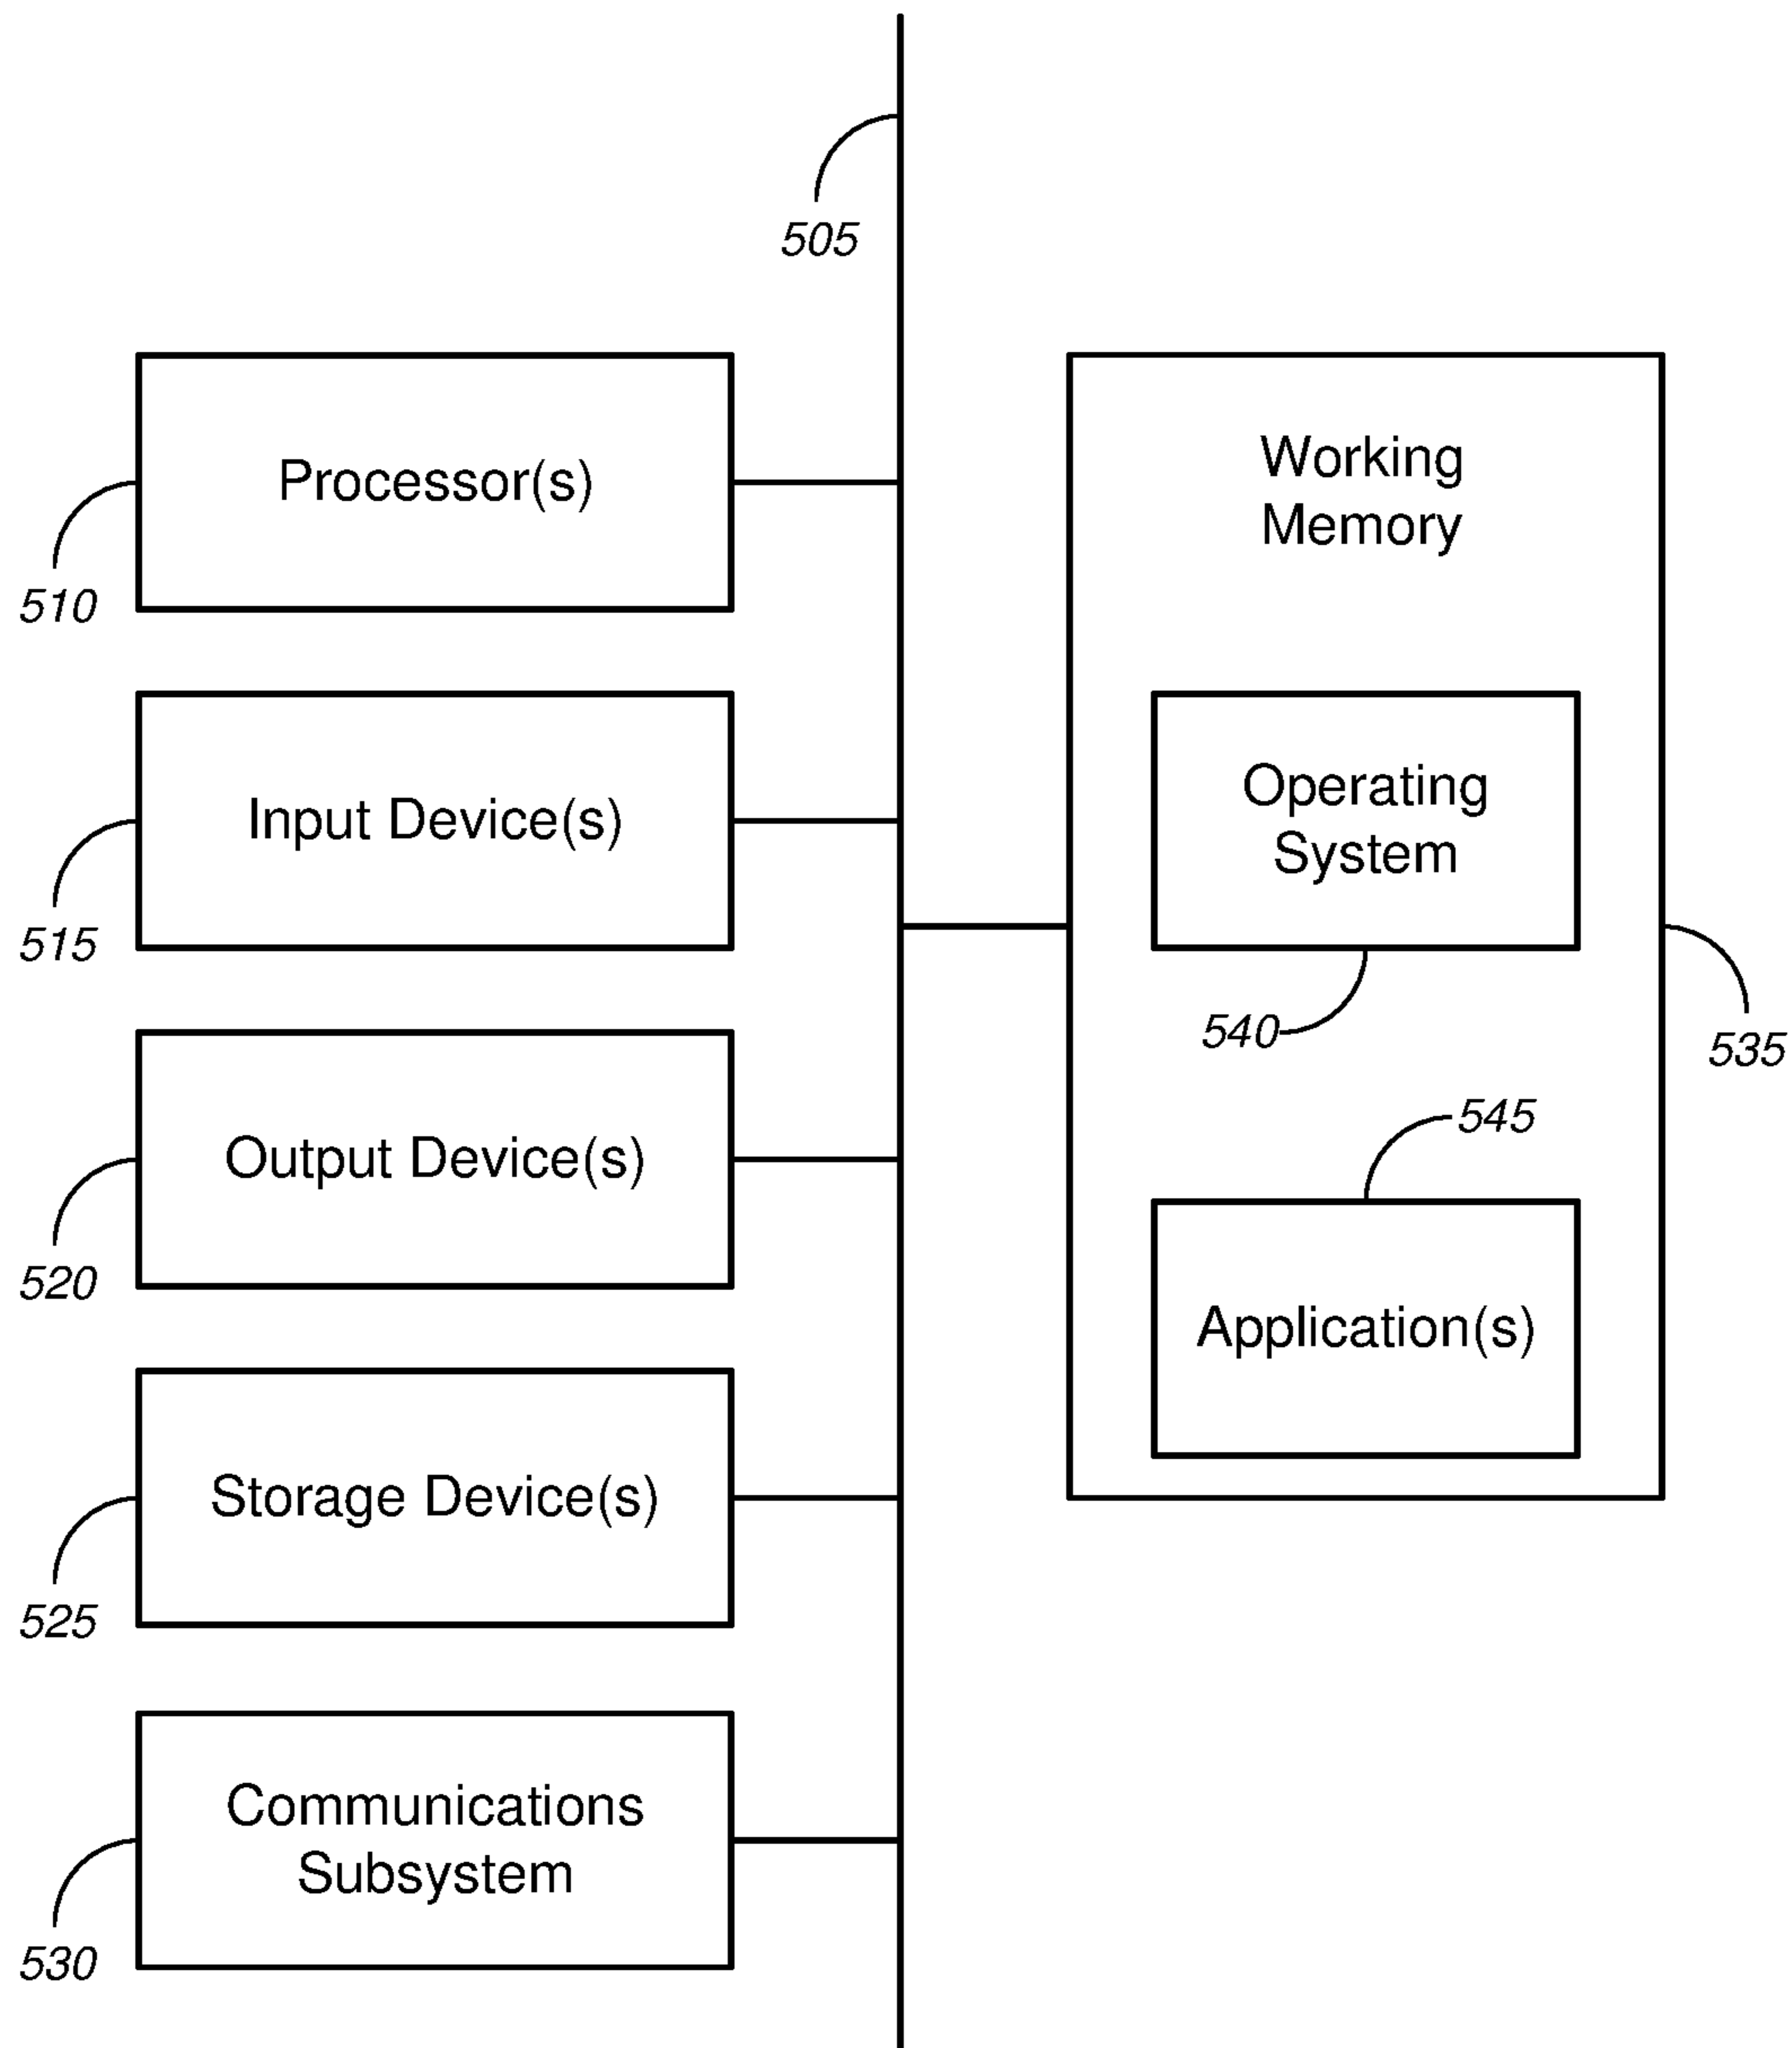 505
Processor(s)
510
Input Device(s)
515
Output Device(s)
520
Storage Device(s)
525
Communications
Subsystem
530
Working
Memory
Operating
System
540
535
545
Application(s)